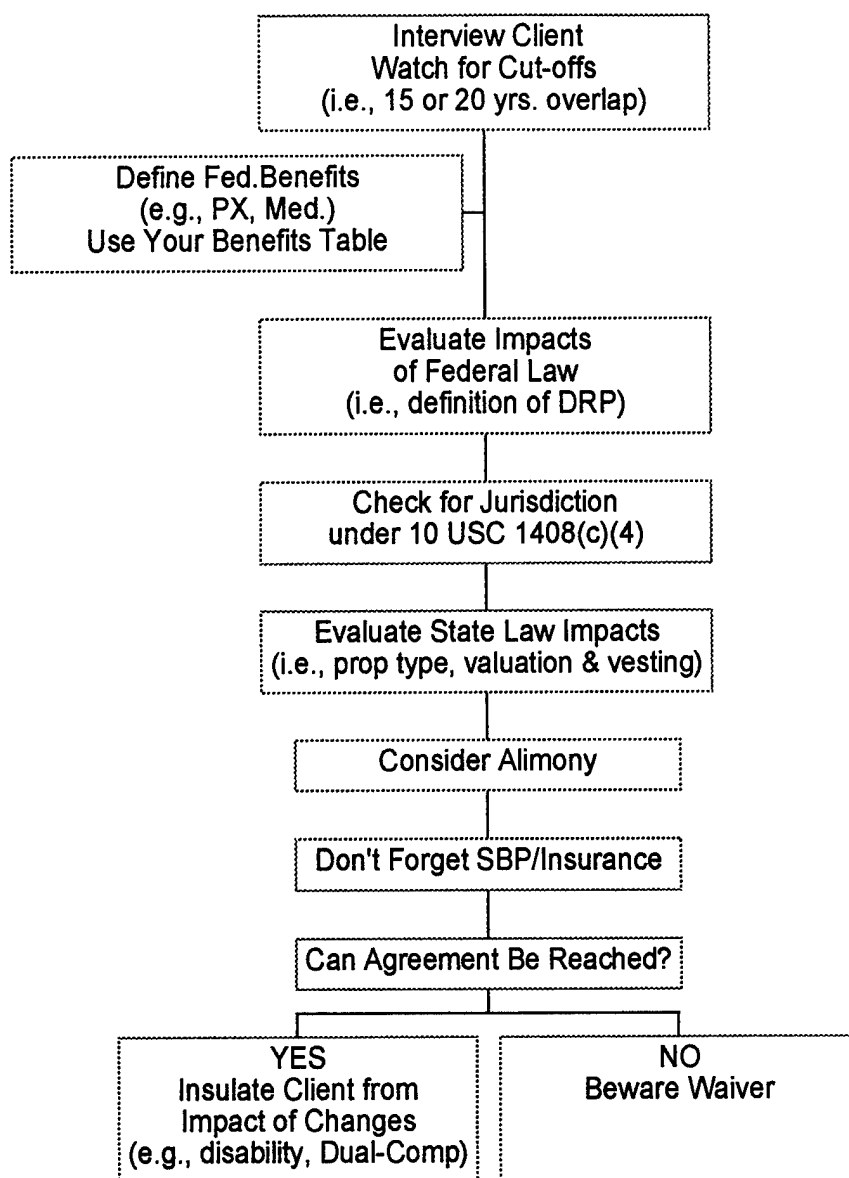 Interview Client
Watch for Cut-offs
(i.e., 15 or 20 yrs. overlap)
Define Fed.Benefits
(e.g., PX, Med.)
Use Your Benefits Table
Evaluate Impacts
of Federal Law
(i.e., definition of DRP)
Check for Jurisdiction
under 10 USC 1408(c)(4)
Evaluate State Law Impacts
(i.e., prop type, valuation & vesting)
Consider Alimony
Don't Forget SBP/Insurance
Can Agreement Be Reached?
YES
Insulate Client from
Impact of Changes
(e.g., disability, Dual-Comp)
NO
Beware Waiver